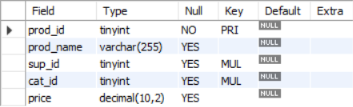 Field Type Null Key Default Extra
prod_id tinyint NO PRI NULL
prod_name varchar(255) YES NULL
sup_id tinyint YES MUL NULL
cat_id tinyint YES MUL NULL
price decimal(10,2) YES NULL